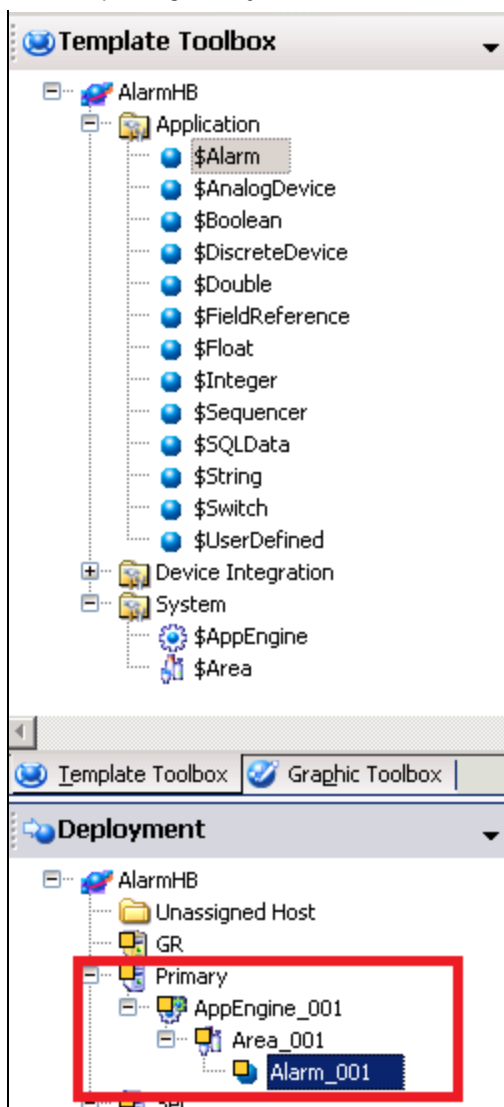 Template Toolbox
AlarmHB
Application
$Alarm
$AnalogDevice
$Boolean
$DiscreteDevice
$Double
$FieldReference
$Float
$Integer
$Sequencer
$SQLData
$String
$Switch
$UserDefined
Device Integration
System
$AppEngine
$Area
Template Toolbox Graphic Toolbox
Deployment
AlarmHB
Unassigned Host
GR
Primary
AppEngine_001
Area_001
Alarm_001